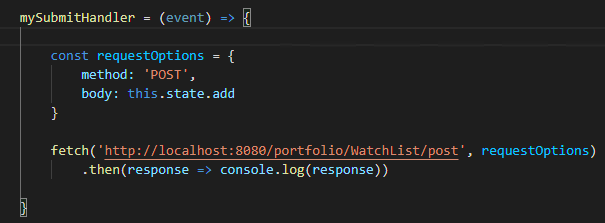 mySubmitHandler = (event) => {
const requestOptions = {
method: 'POST',
body: this.state.add
}
fetch('http://localhost:8080/portfolio/WatchList/post', requestOptions)
.then(response => console.log(response))
}